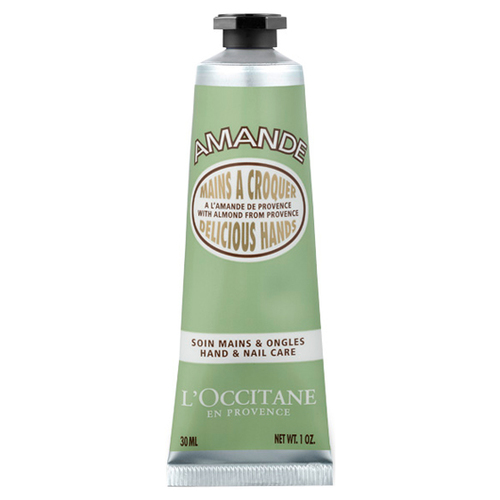 AMANDE
MAINS A CROQUER
A L'AMANDE DE PROVENCE
WITH ALMOND FROM PROVENCE
DELICIOUS HANDS
SOIN MAINS & ONGLES
HAND & NAIL CARE
L'OCCITANE
EN PROVENCE
30 ML NET WT. 1 OZ.